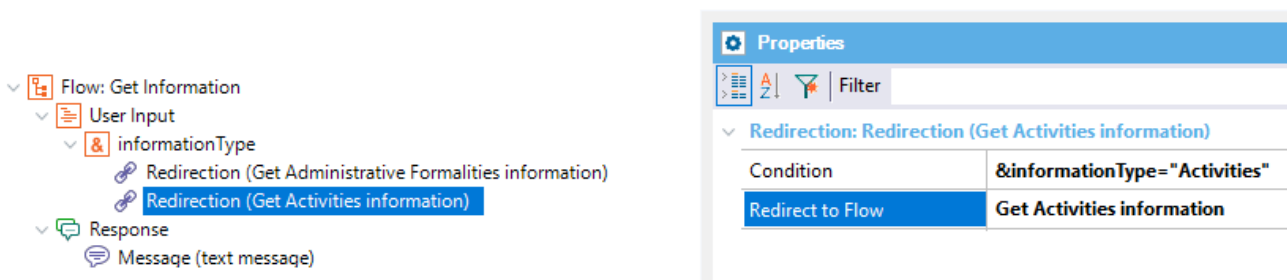 Flow: Get Information
User Input
& informationType
Redirection (Get Administrative Formalities information)
Redirection (Get Activities information)
Response
Message (text message)
Properties
A
Z
Filter
Redirection: Redirection (Get Activities information)
Condition &informationType="Activities"
Redirect to Flow Get Activities information